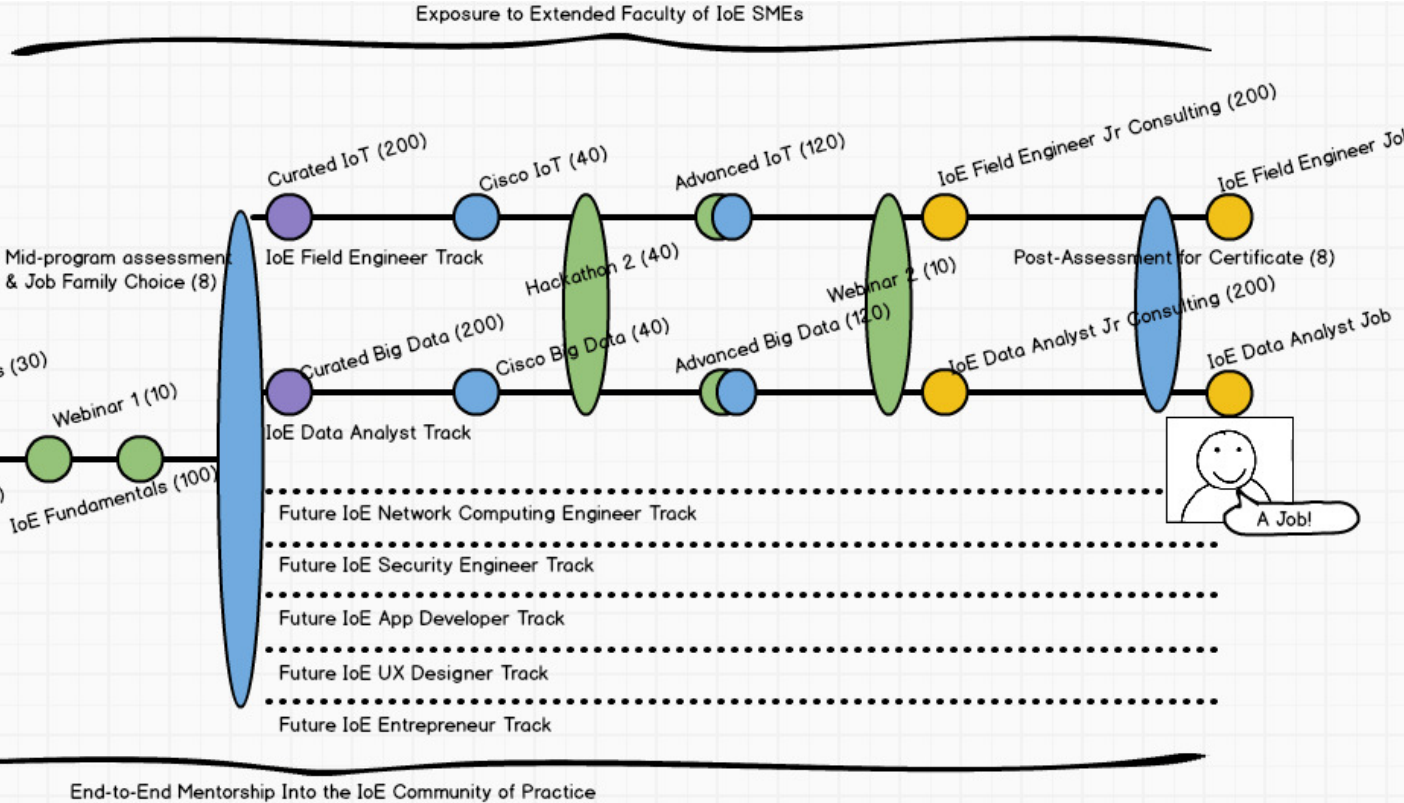 Exposure to Extended Faculty of IoE SMEs
Curated IoT (200)
Cisco IoT (40)
Advanced IoT (120)
IoE Field Engineer Jr Consulting (200)
IoE Field Engineer
Mid-program assessment
& Job Family Choice (8)
IoE Field Engineer Track
Hackathon 2 (40)
Webinar 2 (10)
Post-Assessment for Certificate (8)
(30)
Webinar 1 (10)
IoE Fundamentals (100)
Curated Big Data (200)
Cisco Big Data (40)
Advanced Big Data (120)
IoE Data Analyst Jr Consulting (200)
IoE Data Analyst Job
IoE Data Analyst Track
A Job!
Future IoE Network Computing Engineer Track
Future IoE Security Engineer Track
Future IoE App Developer Track
Future IoE UX Designer Track
Future IoE Entrepreneur Track
End-to-End Mentorship Into the IoE Community of Practice